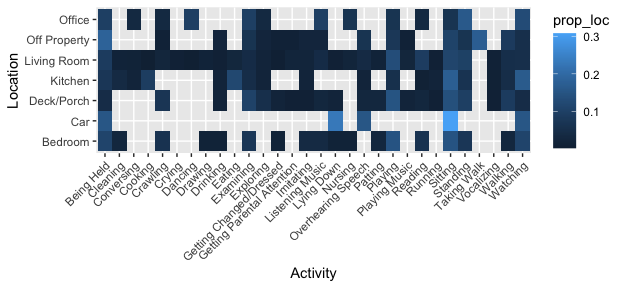 prop_loc
0.3
0.2
0.1
Location
Office
Off Property
Living Room
Kitchen
Deck/Porch
Car
Bedroom
Being Held
Cleaning
Conversing
Cooking
Crawling
Crying
Dancing
Drawing
Drinking
Eating
Examining
Exploring
Getting Changed/Dressed
Getting Parental Attention
Imitating
Listening Music
Lying Down
Nursing
Overhearing Speech
Patting
Playing
Playing Music
Reading
Running
Sitting
Standing
Taking Walk
Vocalizing
Walking
Watching
Activity